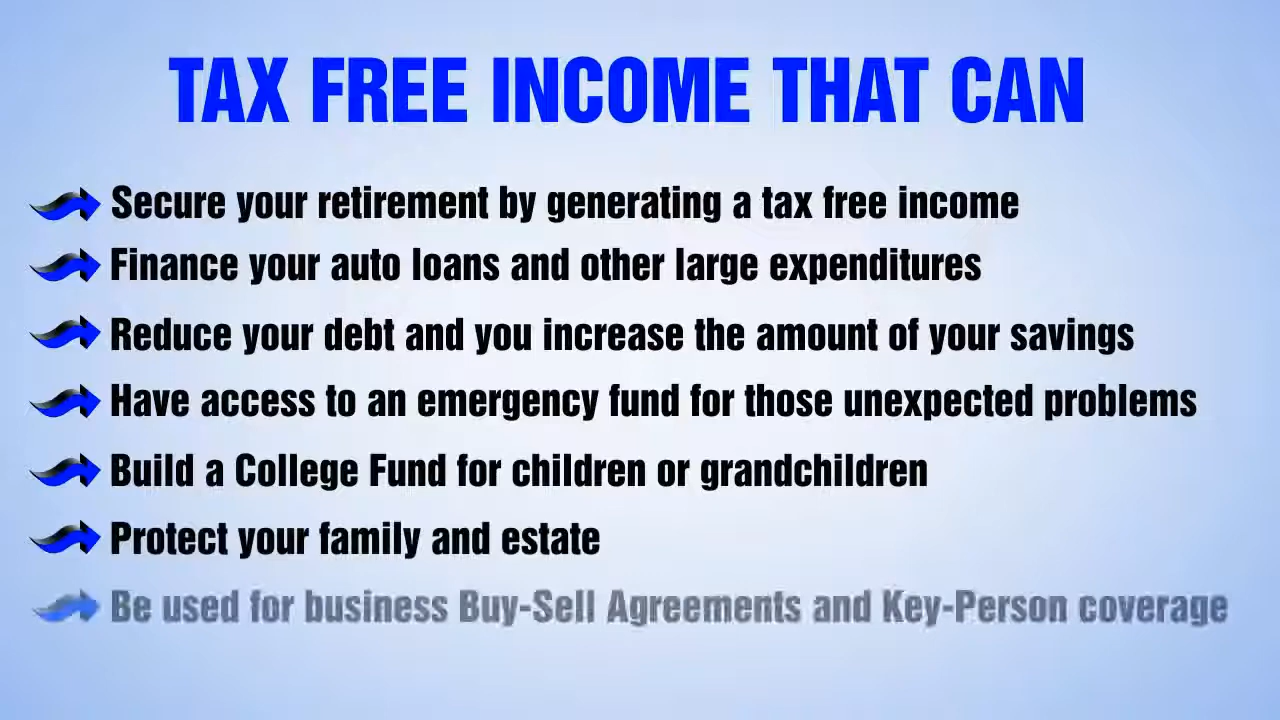 TAX FREE INCOME THAT CAN
Secure your retirement by generating a tax free income
Finance your auto loans and other large expenditures
Reduce your debt and you increase the amount of your savings
Have access to an emergency fund for those unexpected problems
Build a College Fund for children or grandchildren
Protect your family and estate
Be used for business Buy-Sell Agreements and Key-Person coverage